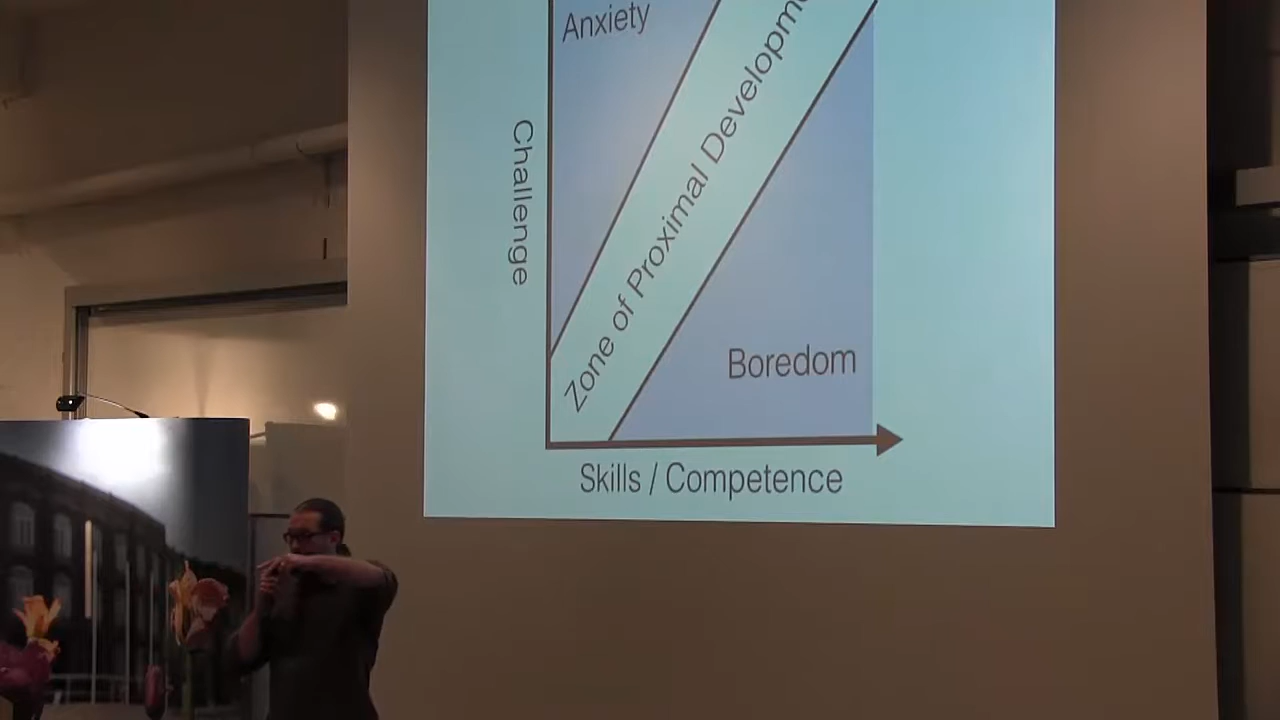 Anxiety
Challenge
Zone of Proximal Developm
Boredom
Skills / Competence